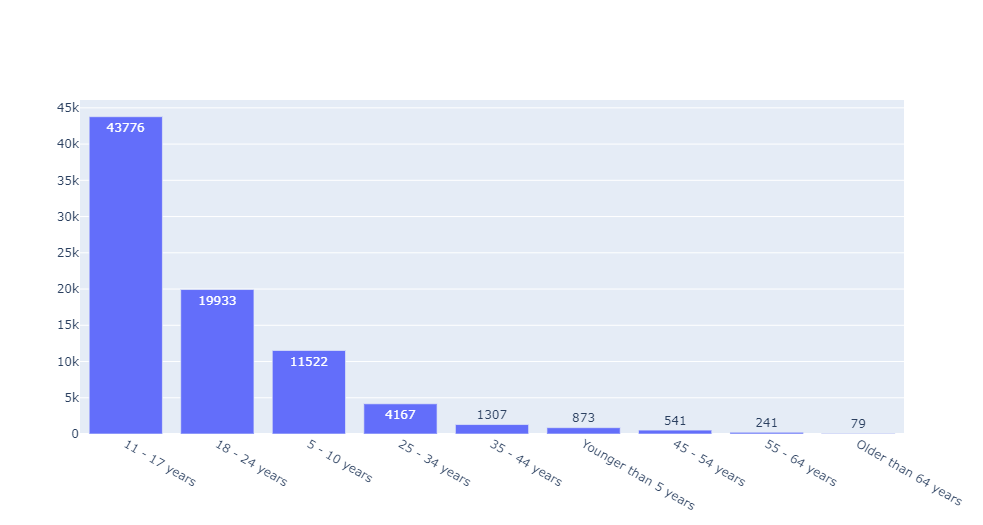 45k
40k
35k
30k
25k
20k
15k
10k
5k
0
43776
19933
11522
4167
1307
873
541
241
79
11 - 17 years
18 - 24 years
5 - 10 years
25 - 34 years
35 - 44 years
Younger than 5 years
45 - 54 years
55 - 64 years
Older than 64 years